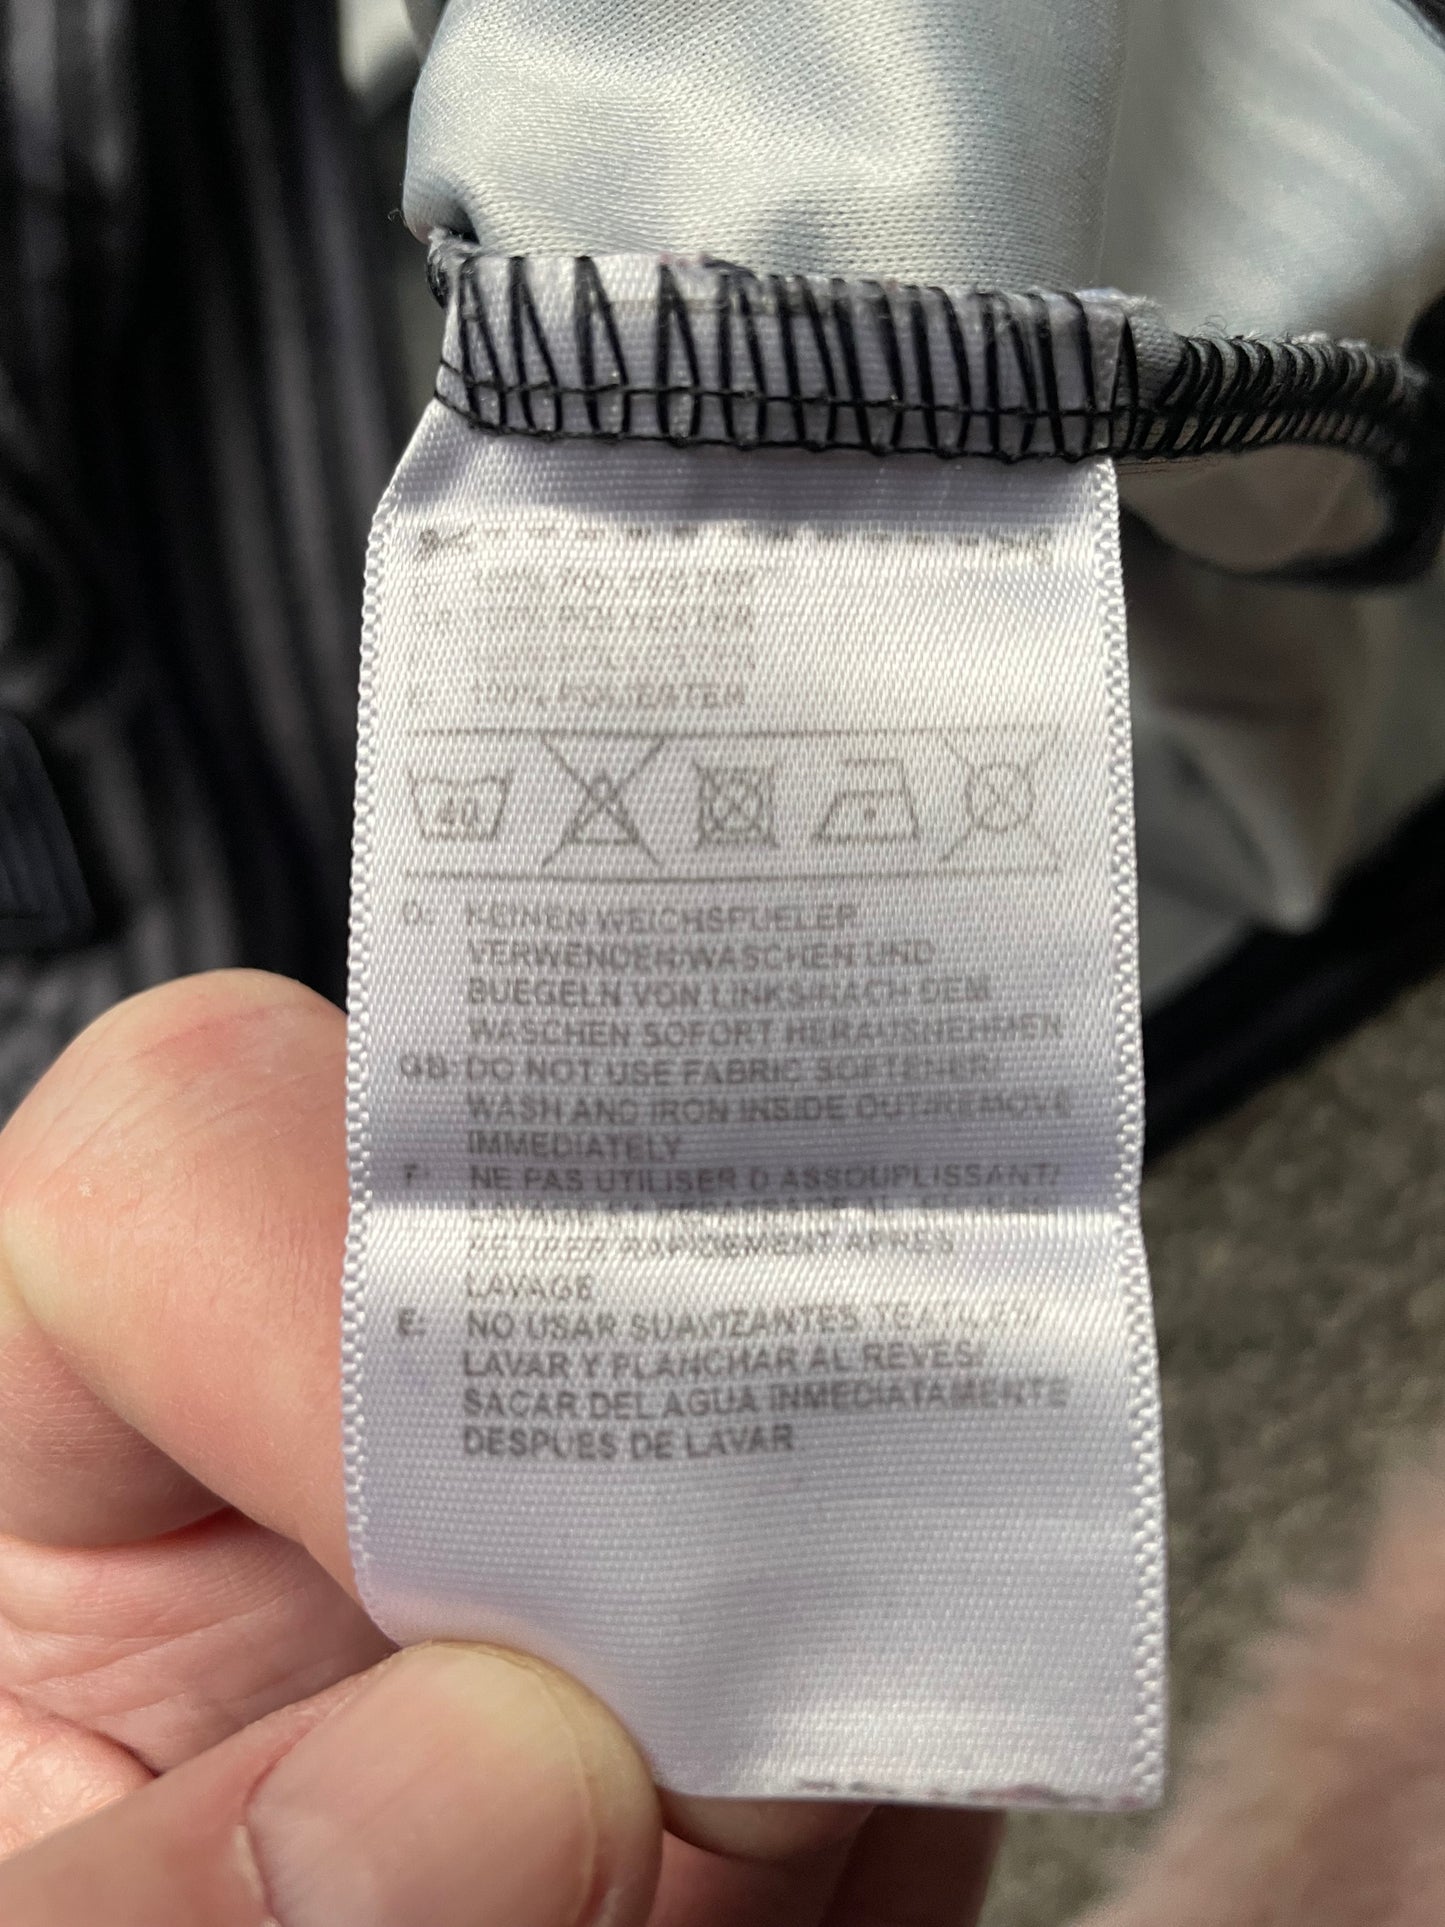 100% POLYESTER
40
D: KEINEN WEICHSPUELER
VERWENDEN/WASCHEN UND
BUEGELN VON LINKS/NACH DEM
WASCHEN SOFORT HERAUSNEHMEN
GB: DO NOT USE FABRIC SOFTENER/
WASH AND IRON INSIDE OUT/REMOVE
IMMEDIATELY
F: NE PAS UTILISER D ASSOUPLISSANT/
RETIRER RAPIDEMENT APRES
LAVAGE
E: NO USAR SUAVIZANTES TEXTILES/
LAVAR Y PLANCHAR AL REVES/
SACAR DEL AGUA INMEDIATAMENTE
DESPUES DE LAVAR